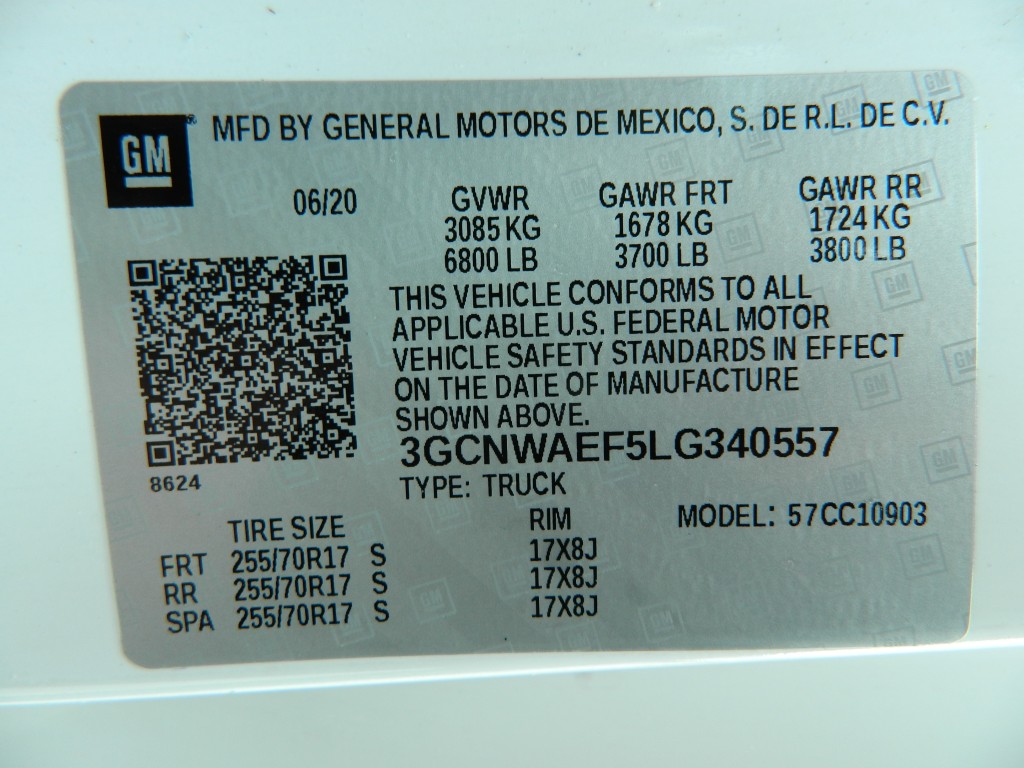 GM® MFD BY GENERAL MOTORS DE MEXICO, S. DE R.L. DE C.V.
06/20 GVWR GAWR FRT GAWR RR
3085 KG 1678 KG 1724 KG
6800 LB 3700 LB 3800 LB
THIS VEHICLE CONFORMS TO ALL
APPLICABLE U.S. FEDERAL MOTOR
VEHICLE SAFETY STANDARDS IN EFFECT
ON THE DATE OF MANUFACTURE
SHOWN ABOVE.
3GCNWAEF5LG340557
8624
TYPE: TRUCK
TIRE SIZE RIM MODEL: 57CC10903
FRT 255/70R17 S 17X8J
RR 255/70R17 S 17X8J
SPA 255/70R17 S 17X8J